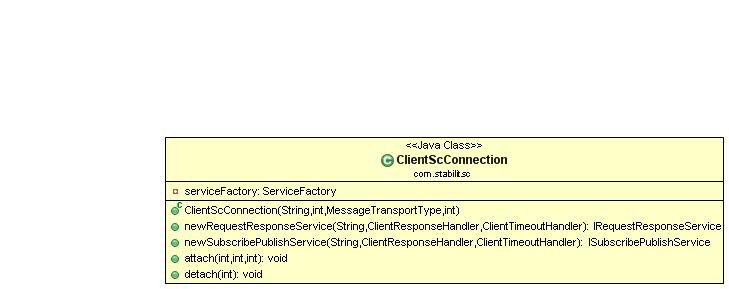 <<Java Class>>
ClientScConnection
com.stabilit.sc
serviceFactory: ServiceFactory
ClientScConnection(String,int,MessageTransportType,int)
newRequestResponseService(String,ClientResponseHandler,ClientTimeoutHandler): IRequestResponseService
newSubscribePublishService(String,ClientResponseHandler,ClientTimeoutHandler): ISubscribePublishService
attach(int,int,int): void
detach(int): void